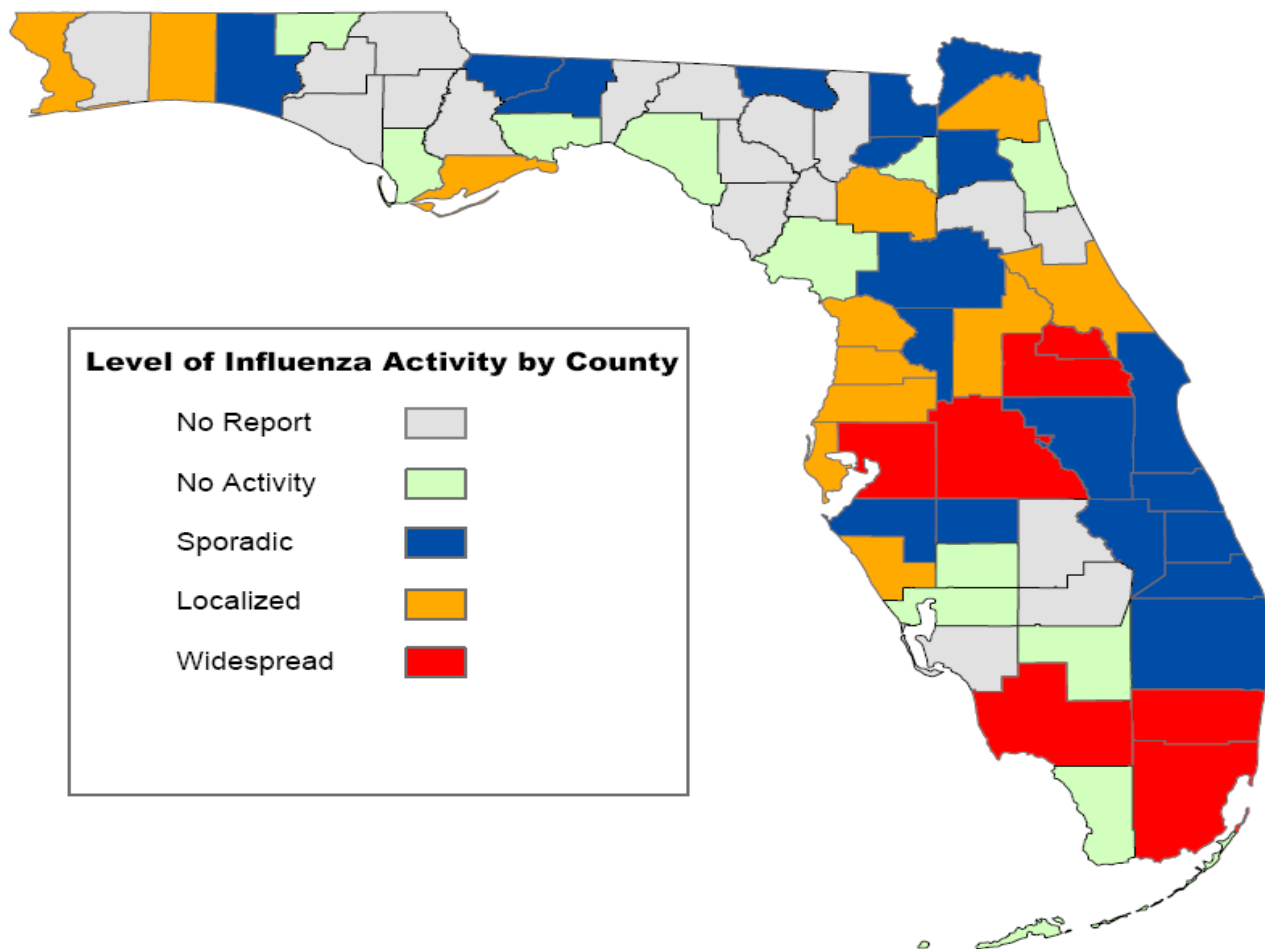 Level of Influenza Activity by County
No Report
No Activity
Sporadic
Localized
Widespread